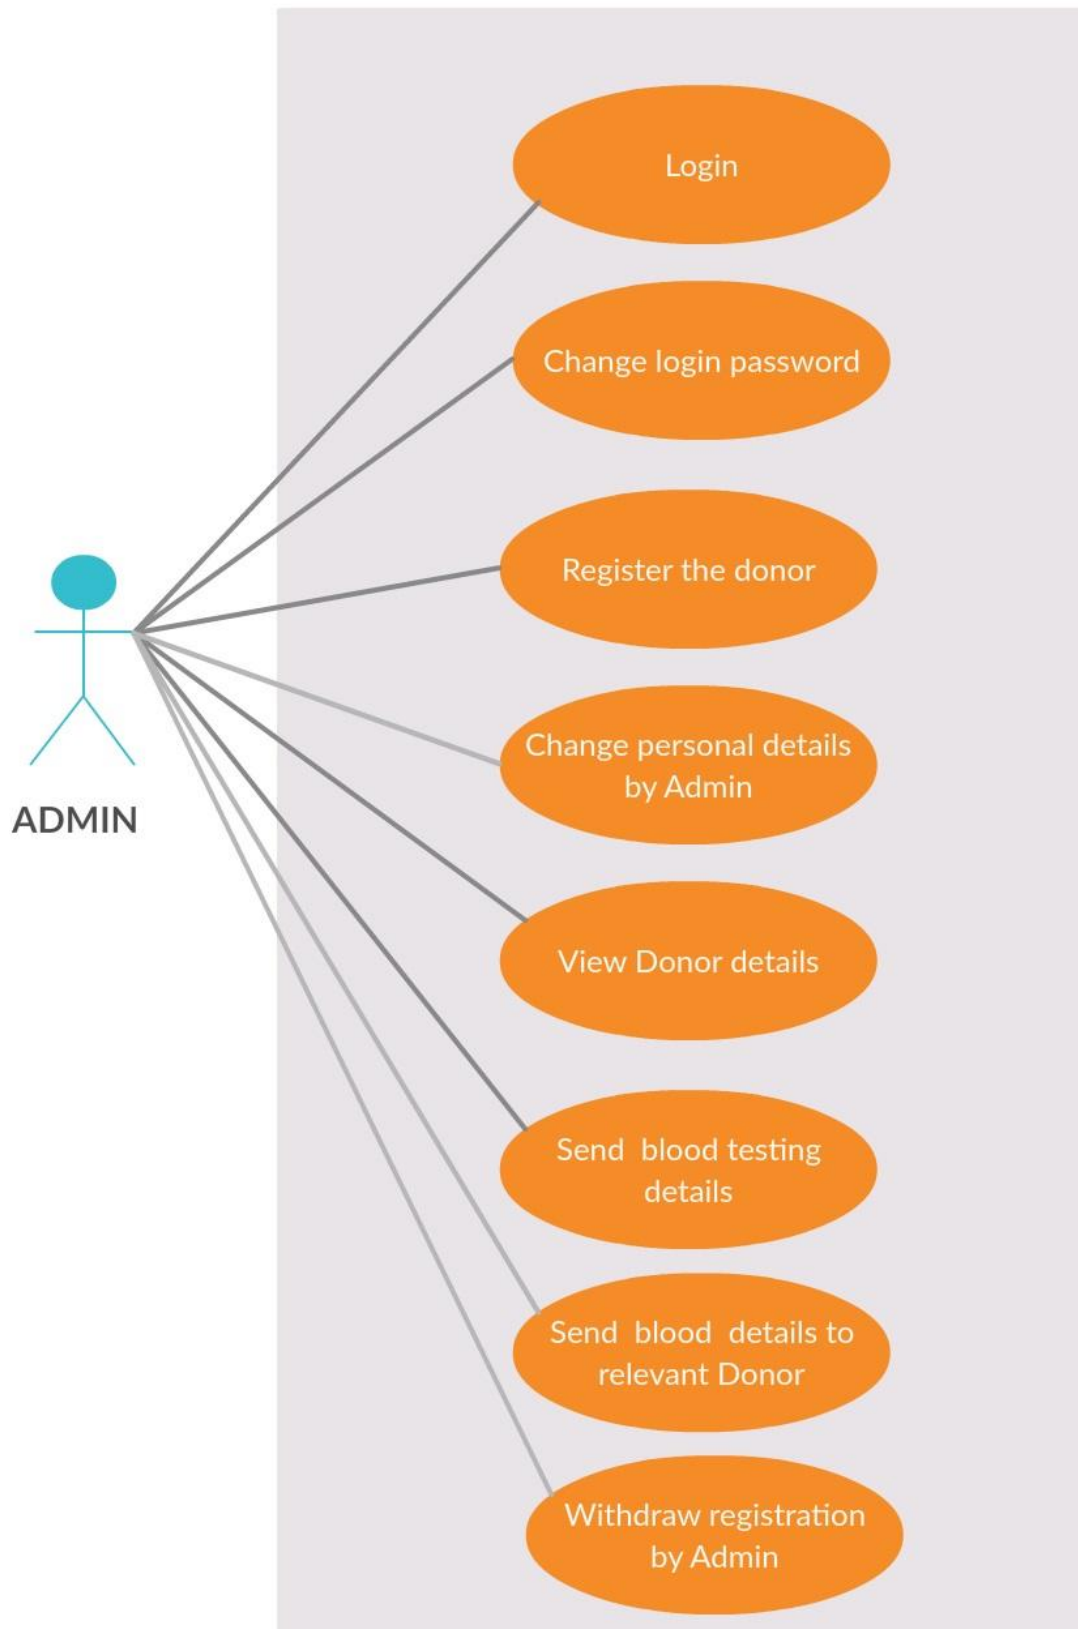 Login
Change login password
Register the donor
Change personal details
by Admin
ADMIN
View Donor details
Send  blood testing
details
Send  blood  details to
relevant Donor
Withdraw registration
by Admin